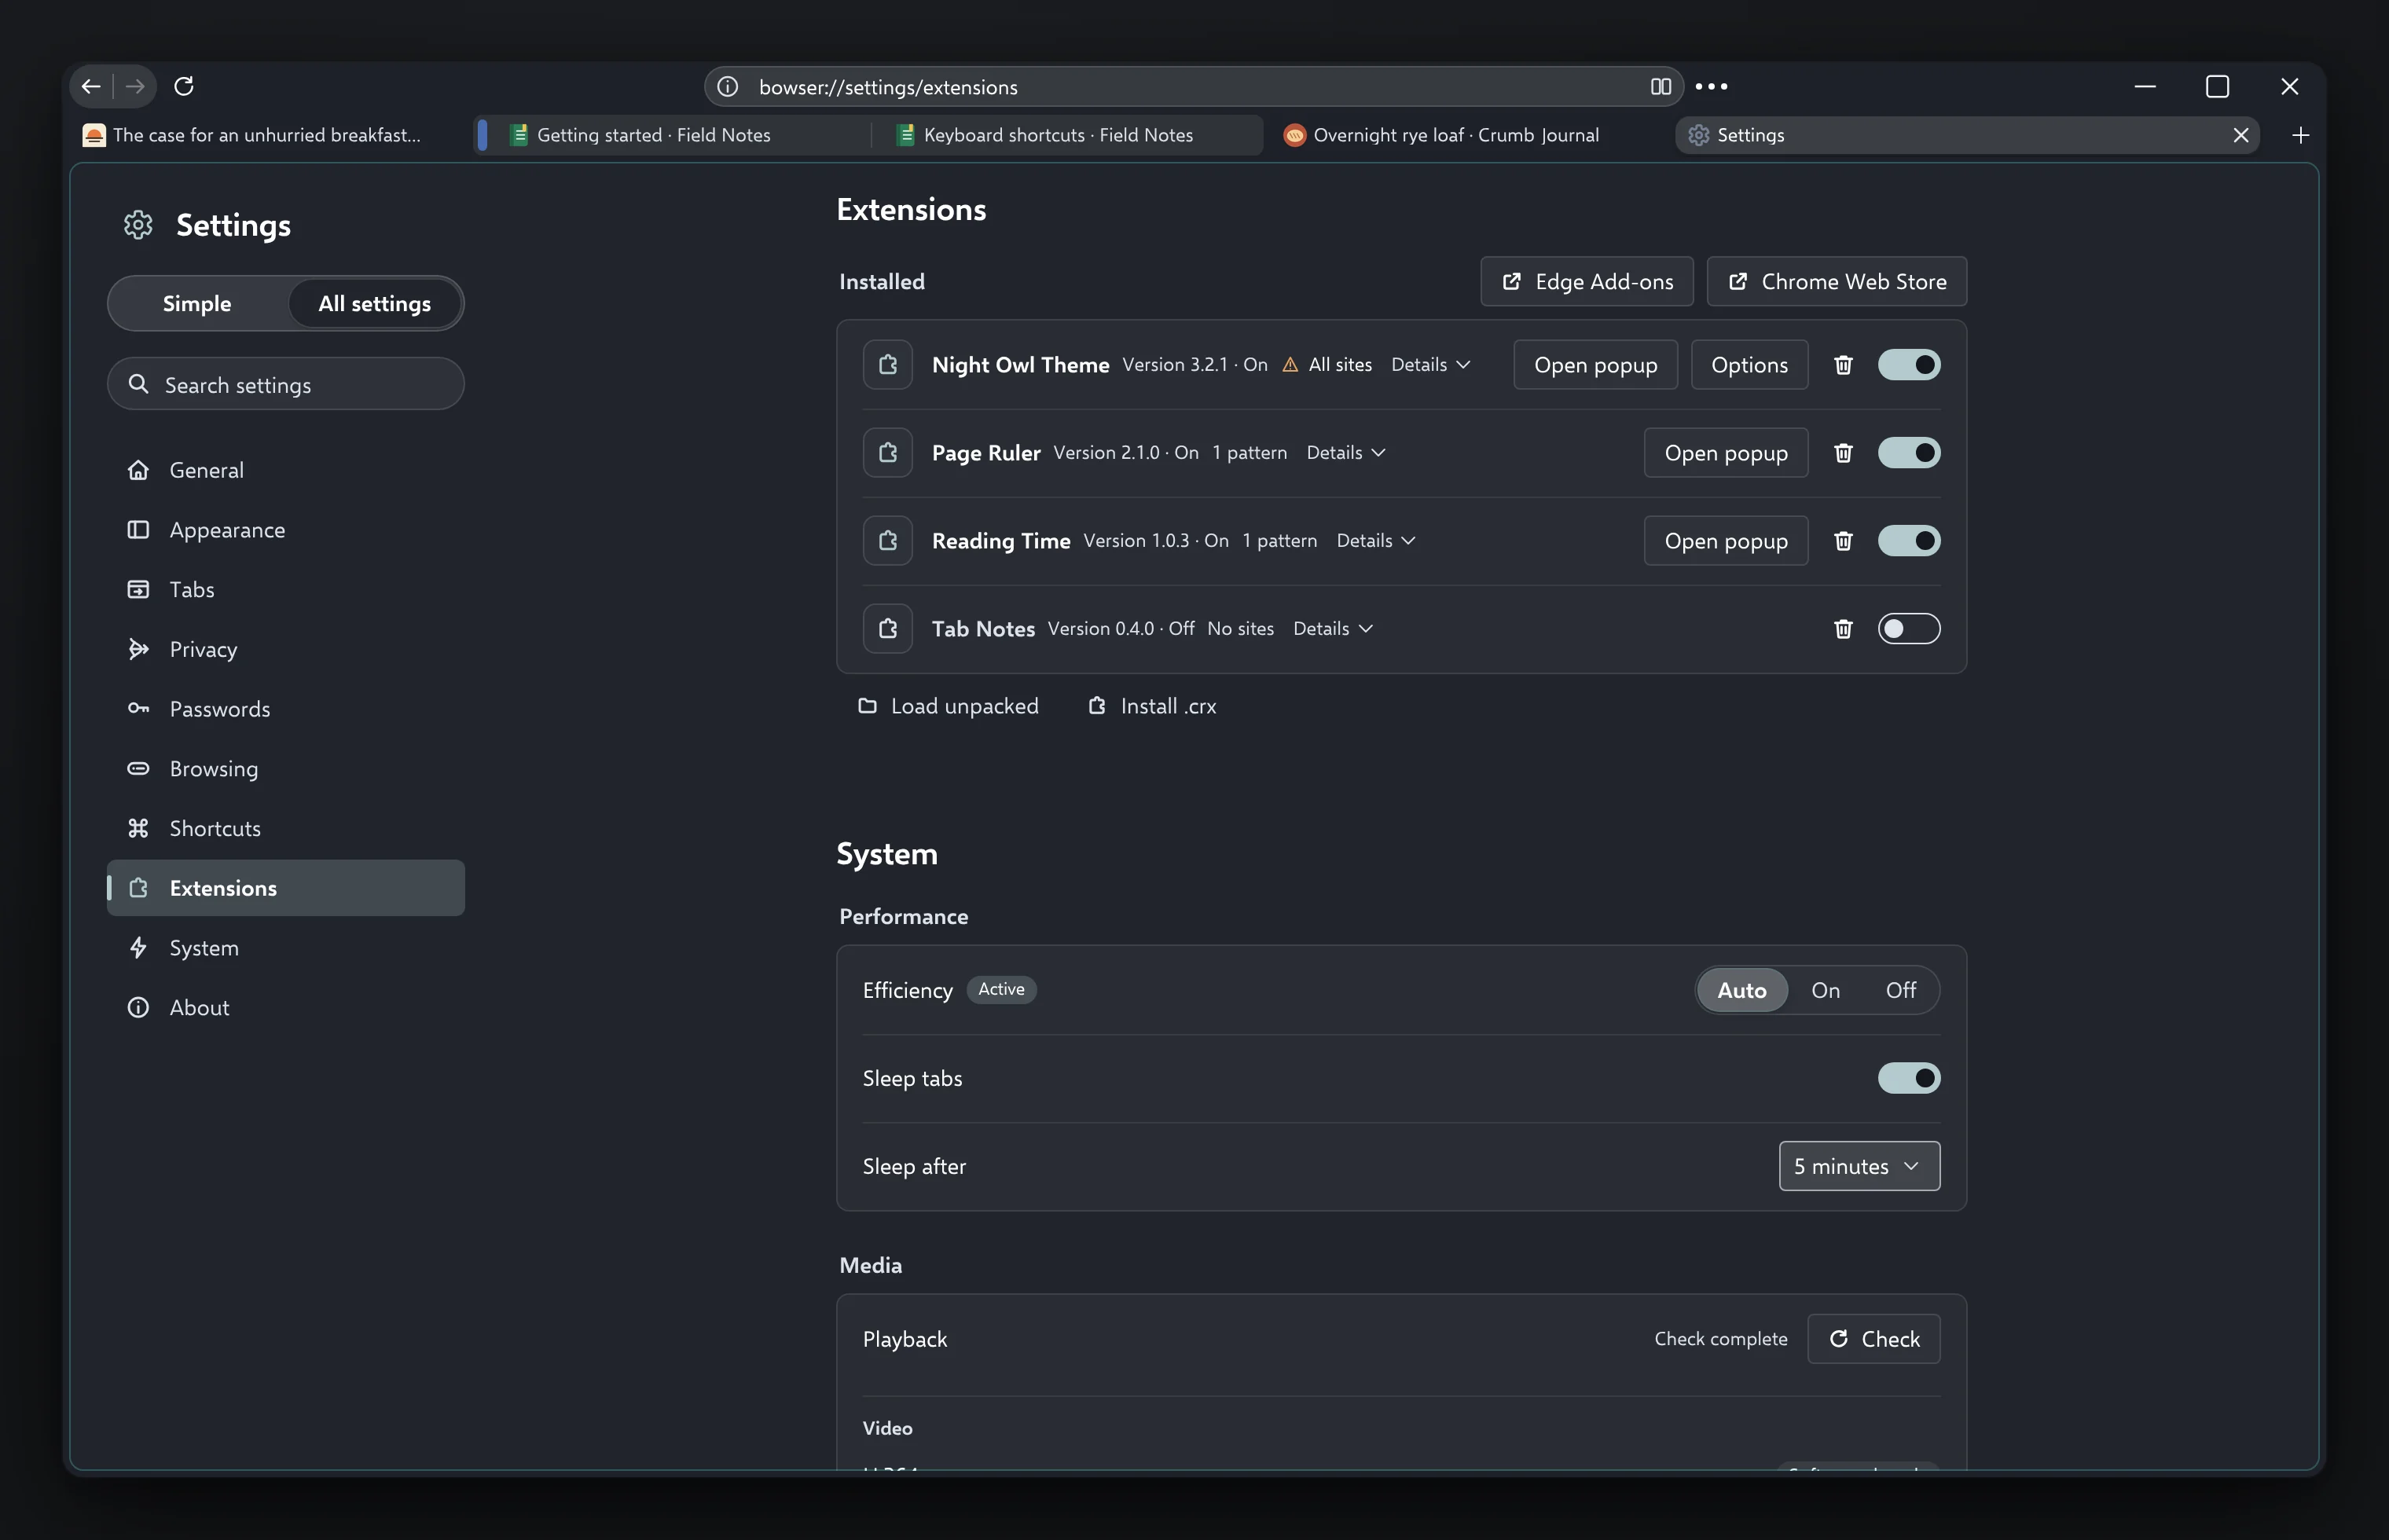 bowser://settings/extensions
The case for an unhurried breakfast...
Getting started · Field Notes
Keyboard shortcuts · Field Notes
Overnight rye loaf · Crumb Journal
Settings
Settings
Simple
All settings
Search settings
General
Appearance
Tabs
Privacy
Passwords
Browsing
Shortcuts
Extensions
System
About
Extensions
Installed
Edge Add-ons
Chrome Web Store
Night Owl Theme Version 3.2.1 · On All sites Details
Open popup
Options
Page Ruler Version 2.1.0 · On 1 pattern Details
Open popup
Reading Time Version 1.0.3 · On 1 pattern Details
Open popup
Tab Notes Version 0.4.0 · Off No sites Details
Load unpacked
Install .crx
System
Performance
Efficiency Active
Auto On Off
Sleep tabs
Sleep after
5 minutes
Media
Playback
Check complete
Check
Video